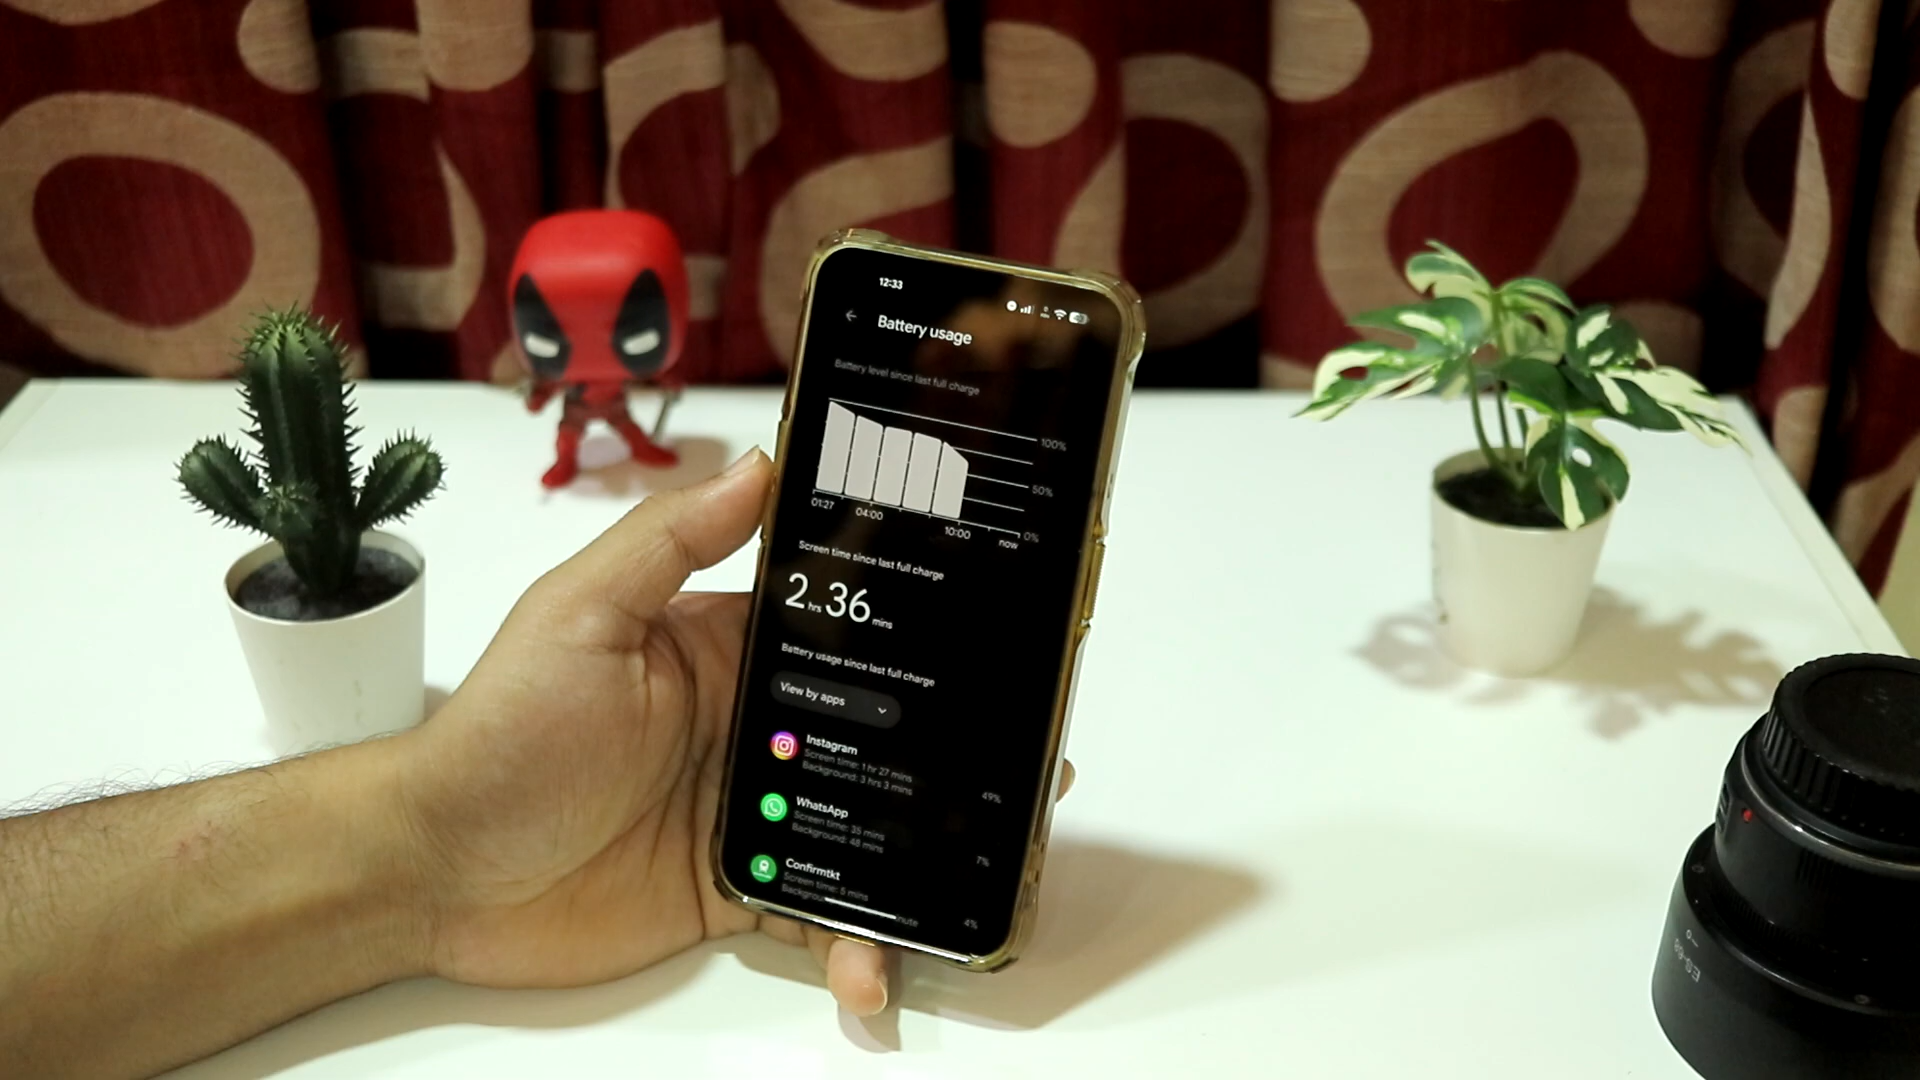 12:33
Battery usage
Battery level since last full charge
100%
50%
0%
01:27 04:00 10:00 now
Screen time since last full charge
2 hrs 36 mins
Battery usage since last full charge
View by apps
Instagram
Screen time: 1 hr 27 mins
Background: 3 hrs 3 mins
49%
WhatsApp
Screen time: 35 mins
Background: 48 mins
7%
Confirmtkt
Screen time: 5 mins
4%
ES-68